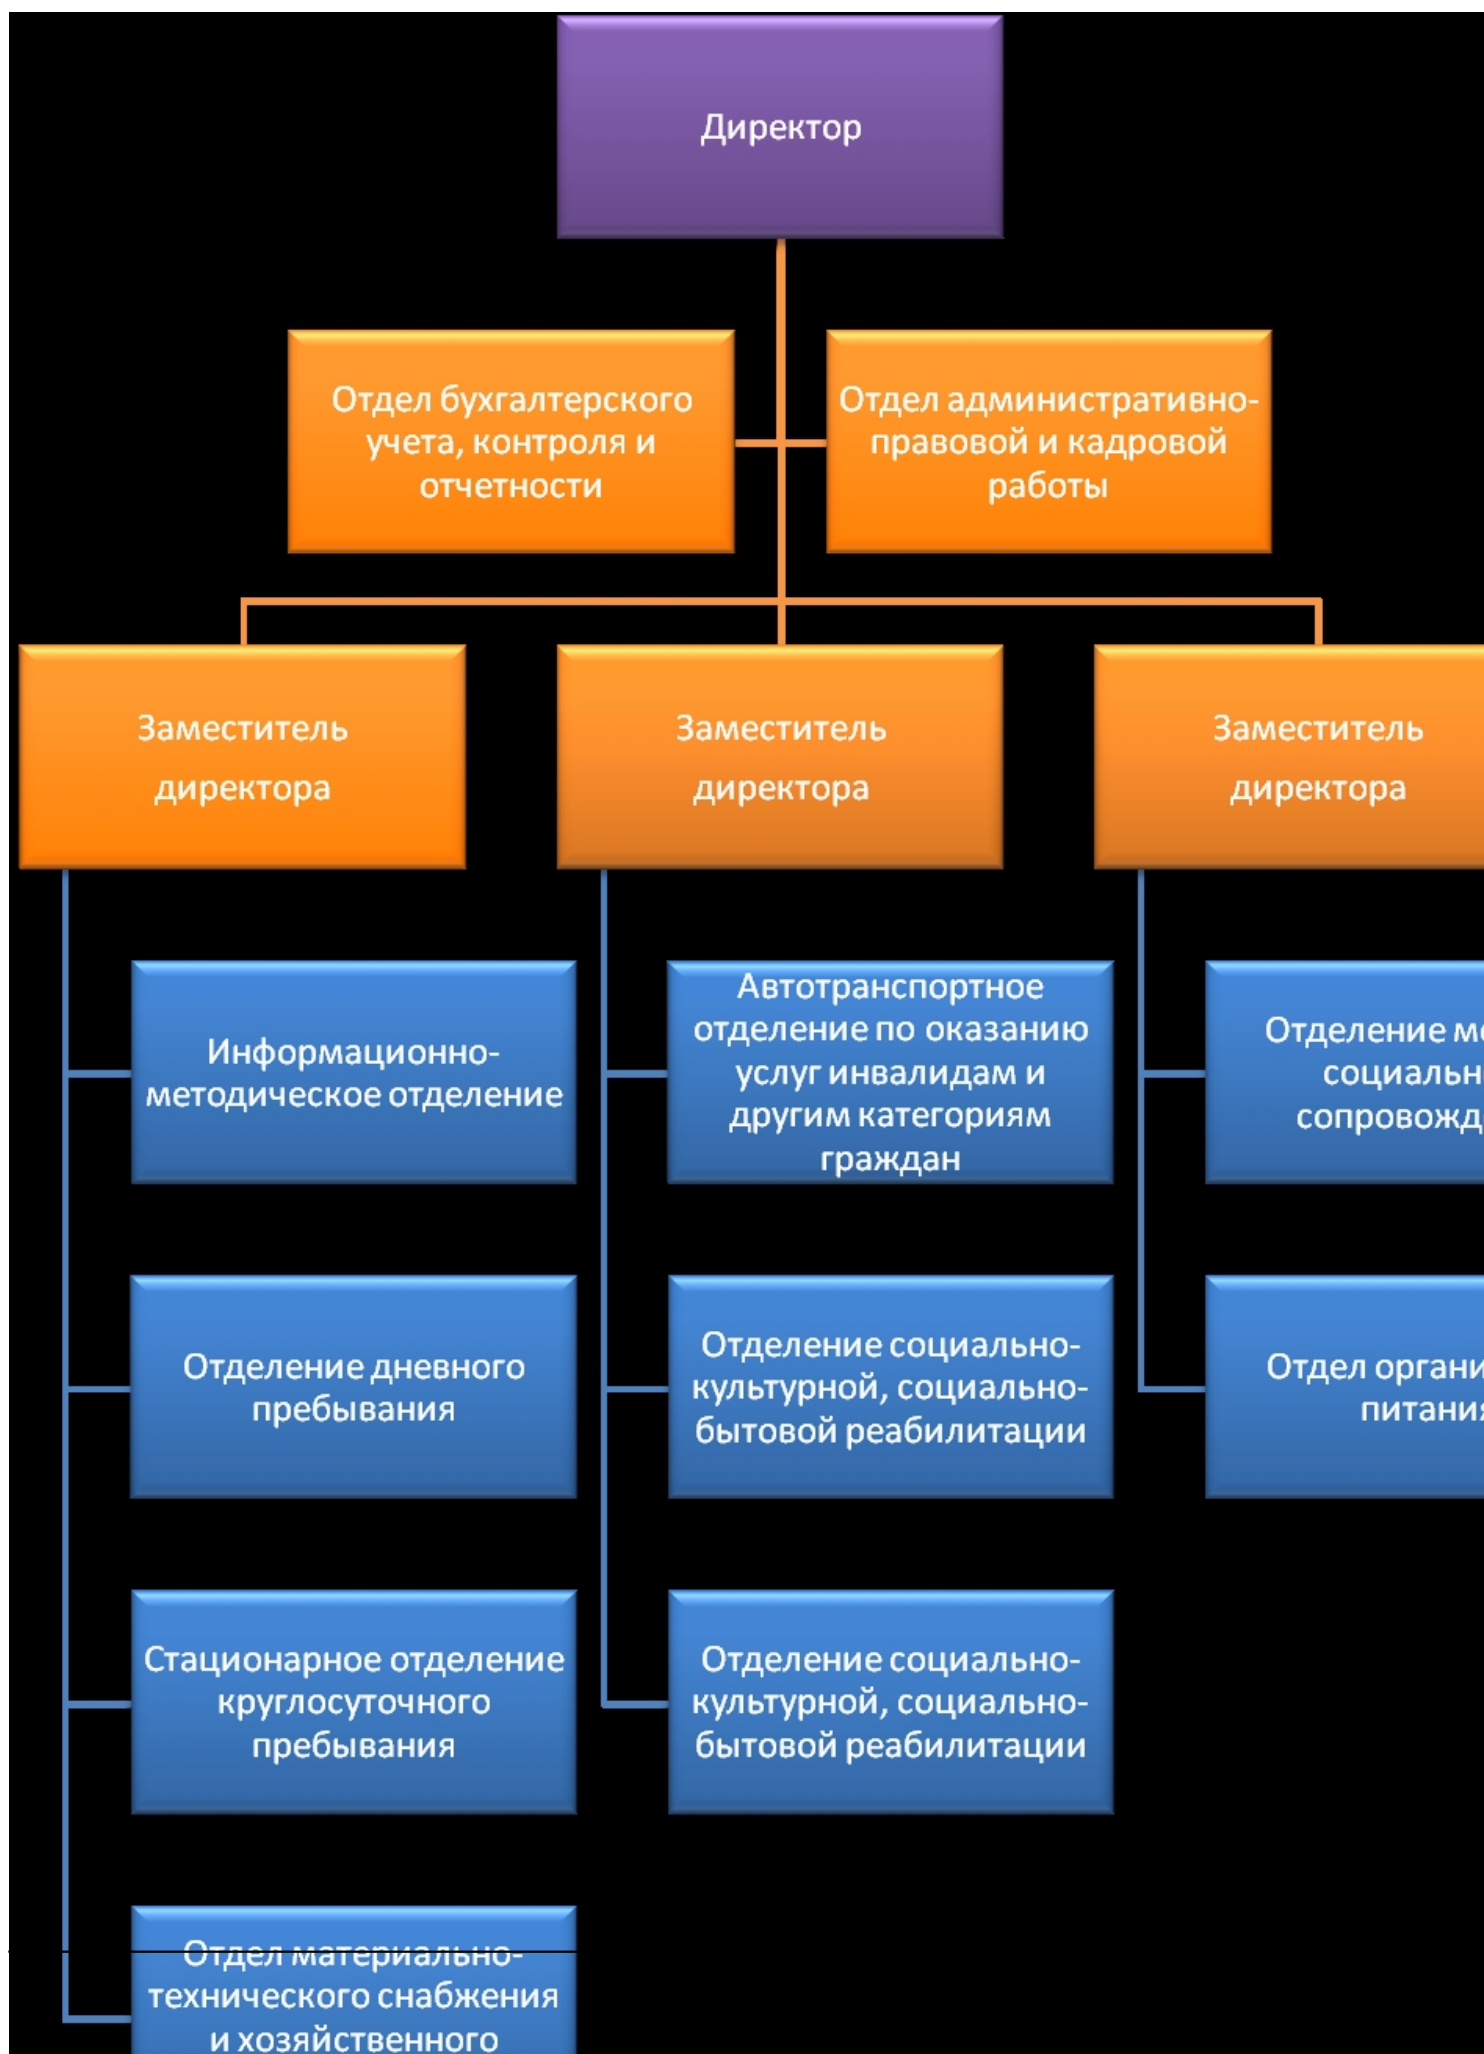 Директор
Отдел бухгалтерского
учета, контроля и
отчетности
Отдел административно-
правовой и кадровой
работы
Заместитель
директора
Заместитель
директора
Заместитель
директора
Информационно-
методическое отделение
Автотранспортное
отделение по оказанию
услуг инвалидам и
другим категориям
граждан
Отделение
Отделение дневного
пребывания
Отделение социально-
культурной, социально-
бытовой реабилитации
Отдел
Стационарное отделение
круглосуточного
пребывания
Отделение социально-
культурной, социально-
бытовой реабилитации
Отдел материально-
технического снабжения
и хозяйственного